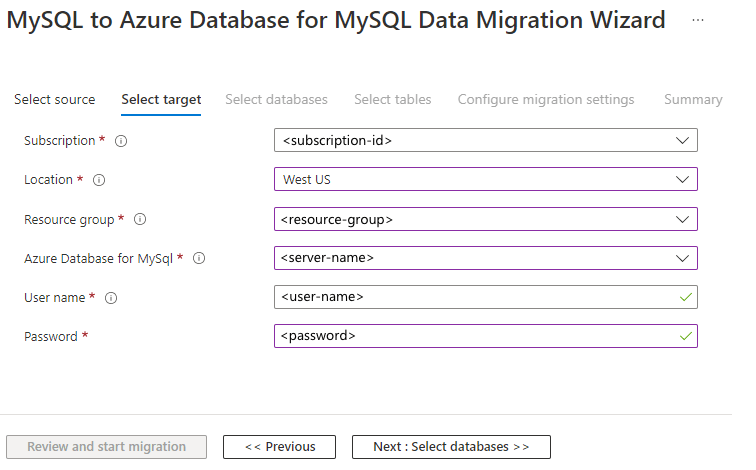 MySQL to Azure Database for MySQL Data Migration Wizard ...
Select source Select target Select databases Select tables Configure migration settings Summary
Subscription * <subscription-id>
Location * West US
Resource group * <resource-group>
Azure Database for MySql * <server-name>
User name * <user-name>
Password * <password>
Review and start migration << Previous Next : Select databases >>